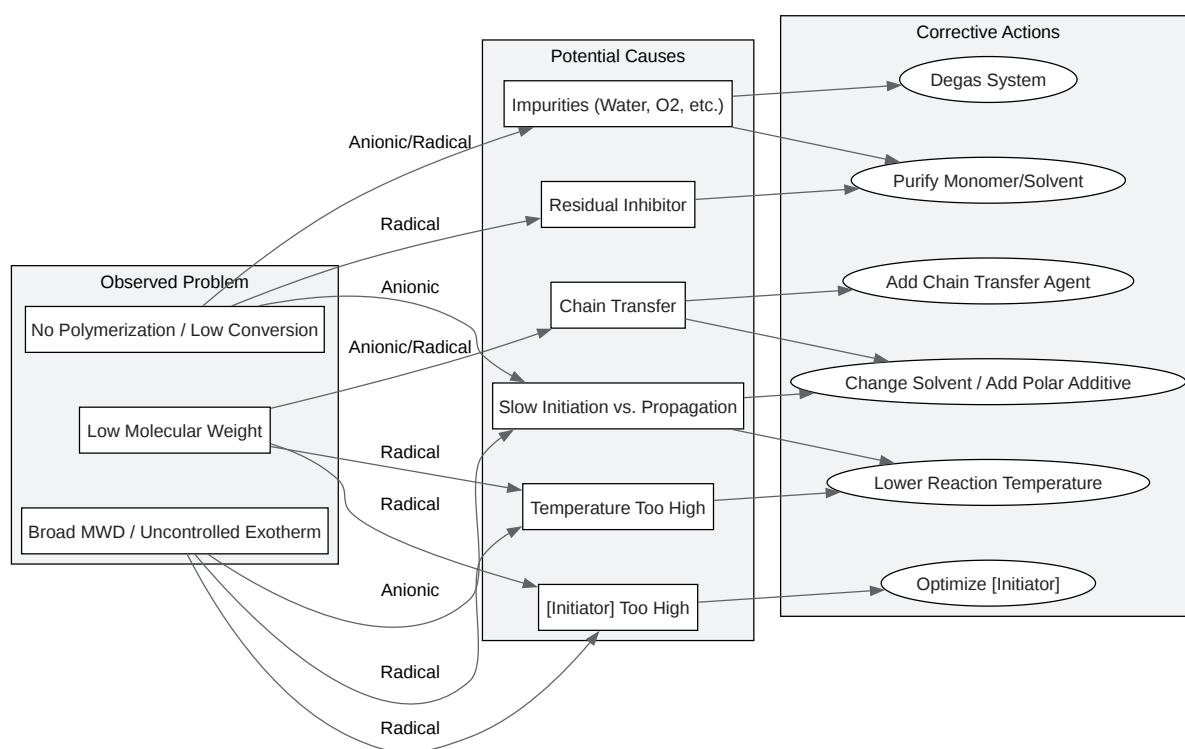 Observed Problem
No Polymerization / Low Conversion
Low Molecular Weight
Broad MWD / Uncontrolled Exotherm
Anionic/Radical
Radical
Anionic
Anionic/Radical
Radical
Radical
Anionic
Radical
Radical
Potential Causes
Impurities (Water, O2, etc.)
Residual Inhibitor
Chain Transfer
Slow Initiation vs. Propagation
Temperature Too High
[Initiator] Too High
Corrective Actions
Degas System
Purify Monomer/Solvent
Add Chain Transfer Agent
Change Solvent / Add Polar Additive
Lower Reaction Temperature
Optimize [Initiator]